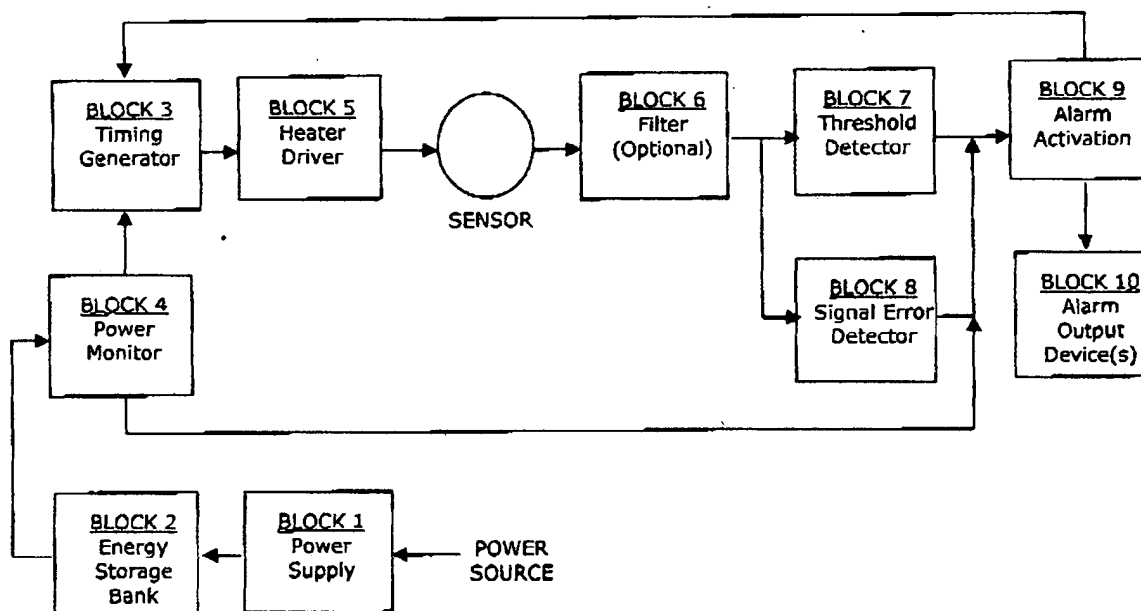 BLOCK 3
Timing
Generator
BLOCK 5
Heater
Driver
SENSOR
BLOCK 6
Filter
(Optional)
BLOCK 7
Threshold
Detector
BLOCK 9
Alarm
Activation
BLOCK 4
Power
Monitor
BLOCK 8
Signal Error
Detector
BLOCK 10
Alarm
Output
Device(s)
BLOCK 2
Energy
Storage
Bank
BLOCK 1
Power
Supply
POWER
SOURCE